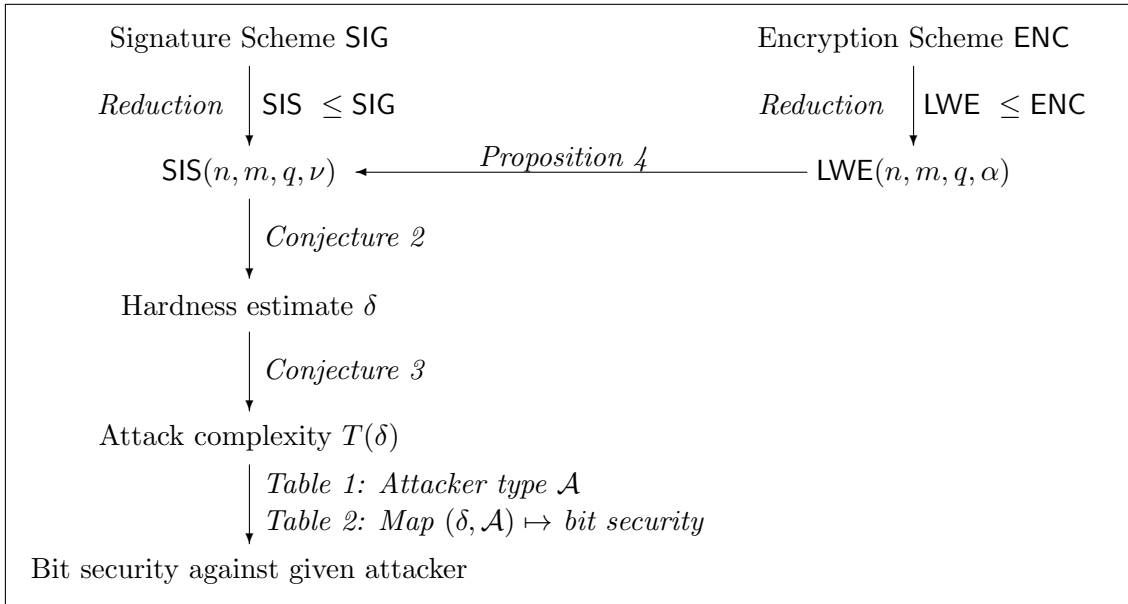 Signature Scheme SIG Encryption Scheme ENC
Reduction SIS ≤ SIG Reduction LWE ≤ ENC
Proposition 4
SIS(n, m, q, ν) LWE(n, m, q, α)
Conjecture 2
Hardness estimate δ
Conjecture 3
Attack complexity T(δ)
Table 1: Attacker type 𝒜
Table 2: Map (δ, 𝒜) ↦ bit security
Bit security against given attacker